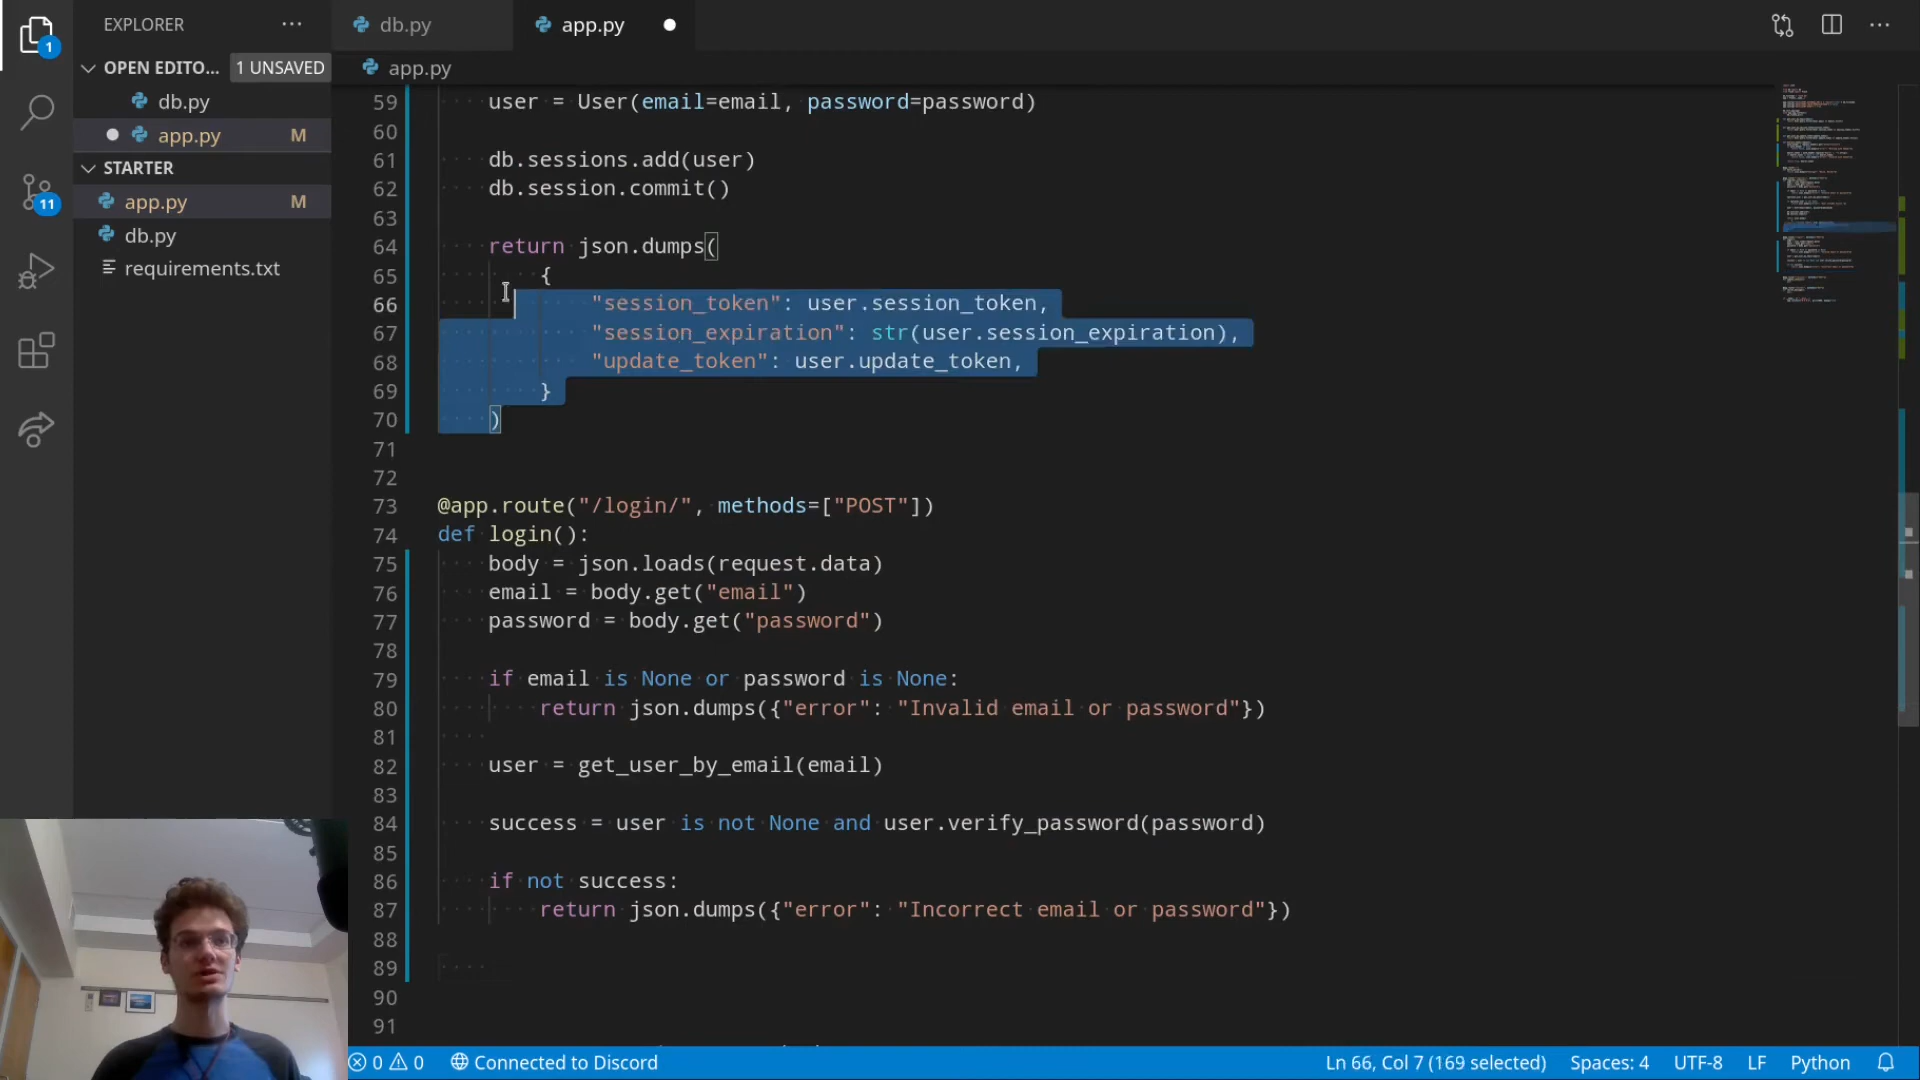 EXPLORER
OPEN EDITO... 1 UNSAVED
db.py
app.py M
STARTER
app.py M
db.py
requirements.txt
1
11
db.py
app.py
app.py
59 user = User(email=email, password=password)
60
61 db.sessions.add(user)
62 db.session.commit()
63
64 return json.dumps(
65 {
66 "session_token": user.session_token,
67 "session_expiration": str(user.session_expiration),
68 "update_token": user.update_token,
69 }
70 )
71
72
73 @app.route("/login/", methods=["POST"])
74 def login():
75 body = json.loads(request.data)
76 email = body.get("email")
77 password = body.get("password")
78
79 if email is None or password is None:
80 return json.dumps({"error": "Invalid email or password"})
81
82 user = get_user_by_email(email)
83
84 success = user is not None and user.verify_password(password)
85
86 if not success:
87 return json.dumps({"error": "Incorrect email or password"})
88
89
90
91
0 0 Connected to Discord Ln 66, Col 7 (169 selected) Spaces: 4 UTF-8 LF Python